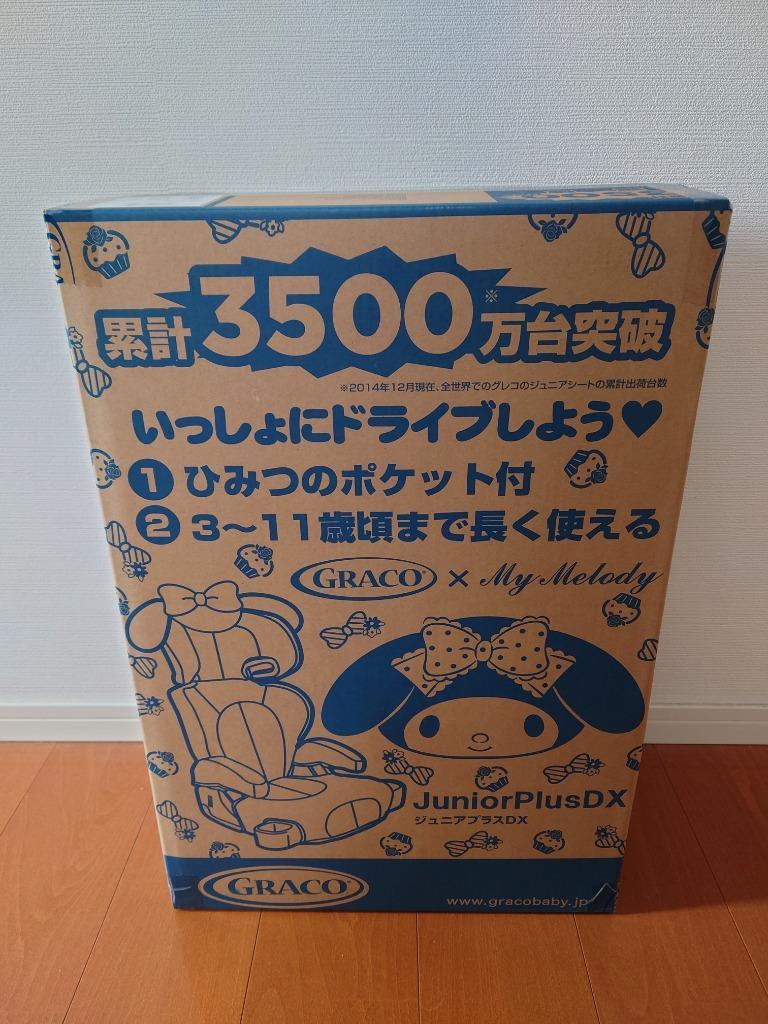 累計3500※万台突破
※2014年12月現在、全世界でのグレコのジュニアシートの累計出荷台数
いっしょにドライブしよう♥
① ひみつのポケット付
② 3〜11歳頃まで長く使える
GRACO® × My Melody
JuniorPlusDX
ジュニアプラスDX
GRACO®
www.gracobaby.jp